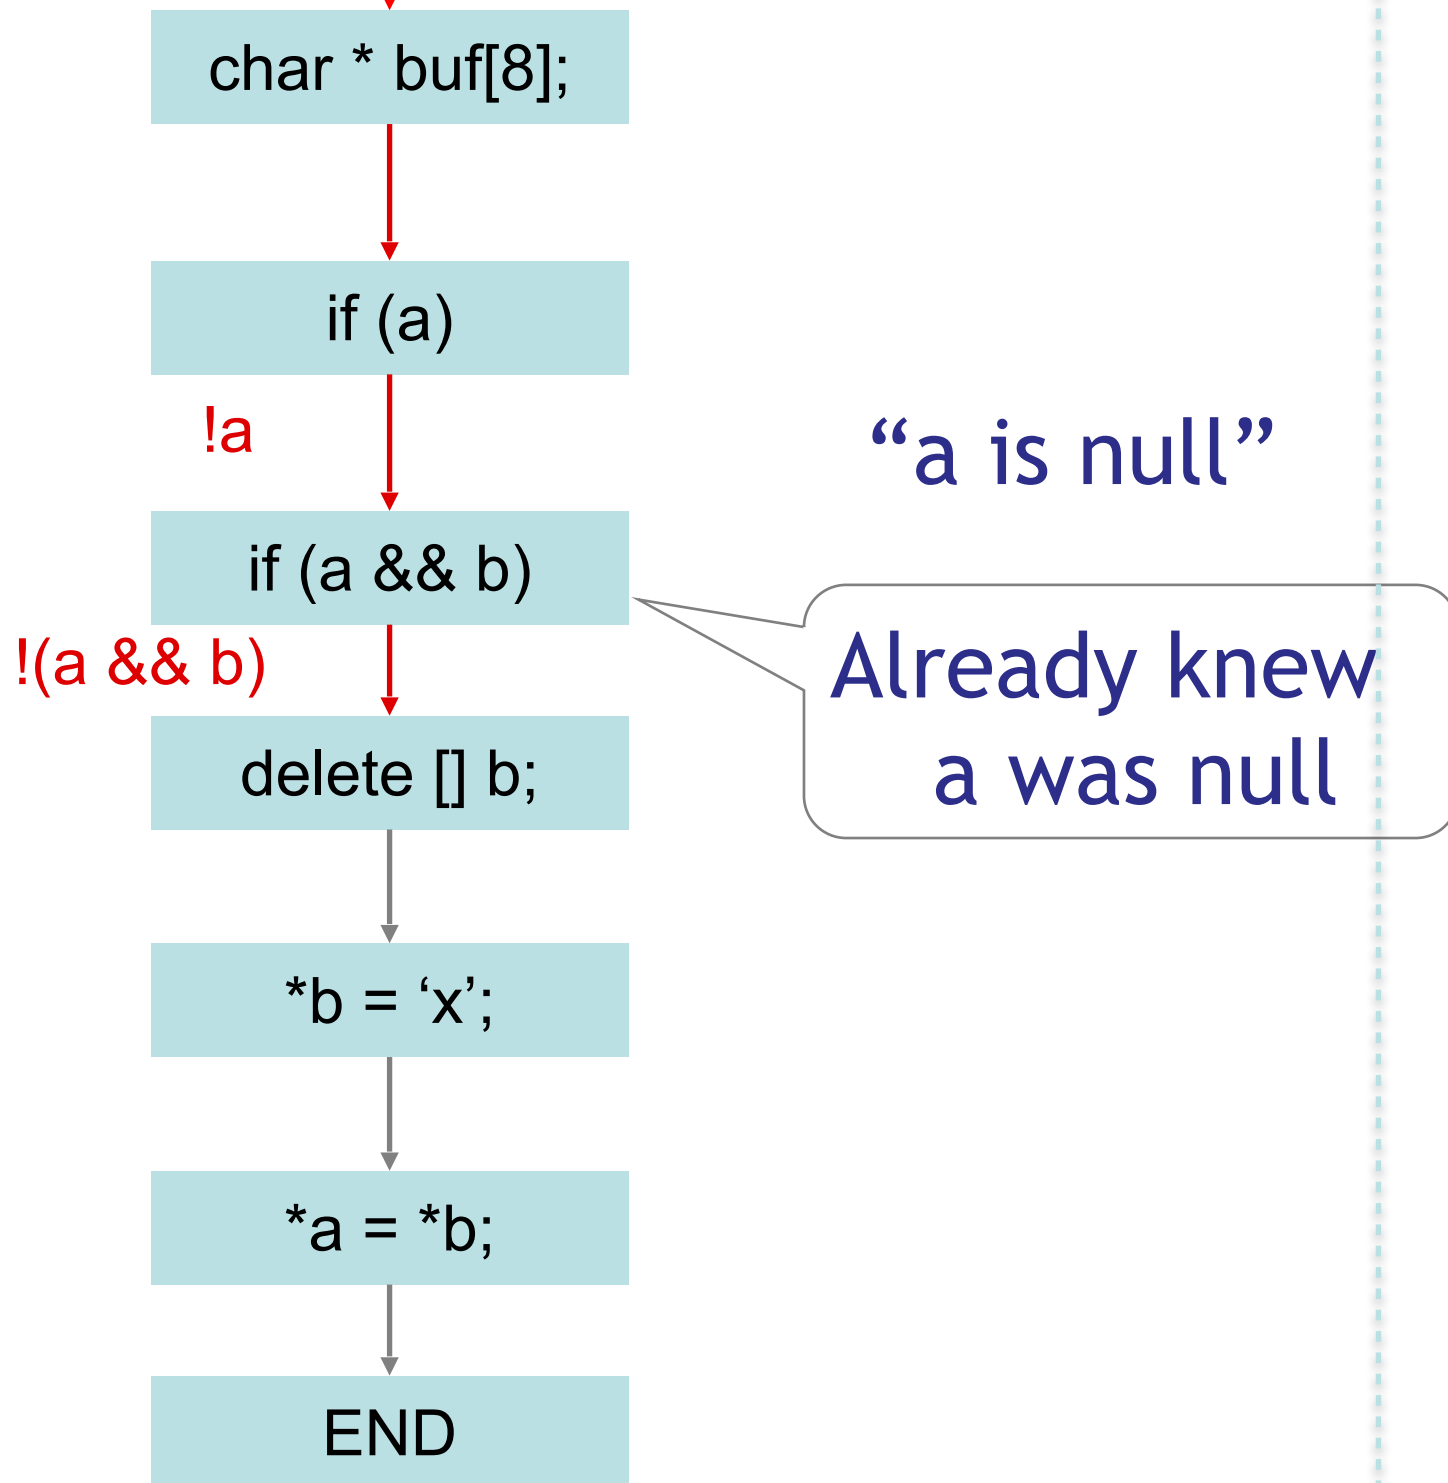 char * buf[8];
if (a)
!a
“a is null”
if (a && b)
!(a && b)
Already knew
a was null
delete [] b;
*b = ‘x’;
*a = *b;
END